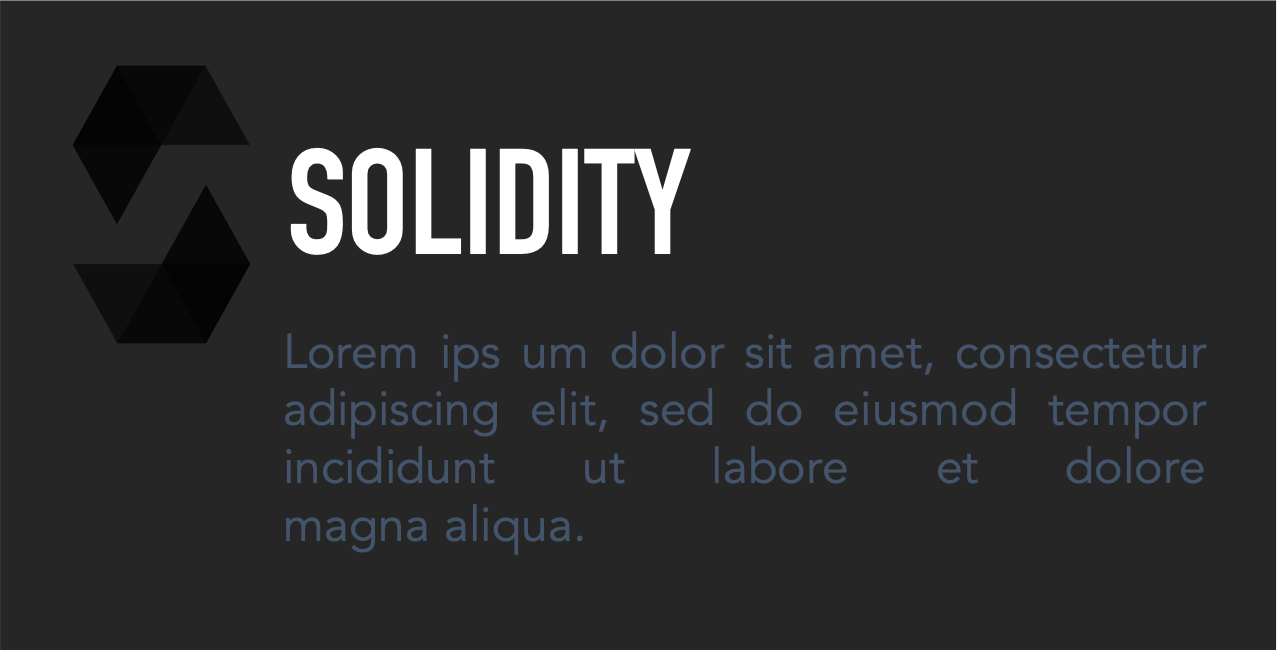 SOLIDITY
Lorem ips um dolor sit amet, consectetur
adipiscing elit, sed do eiusmod tempor
incididunt ut labore et dolore
magna aliqua.